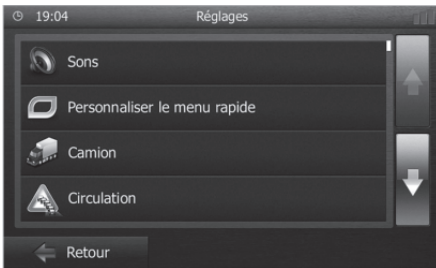 19:04 Réglages
Sons
Personnaliser le menu rapide
Camion
Circulation
Retour